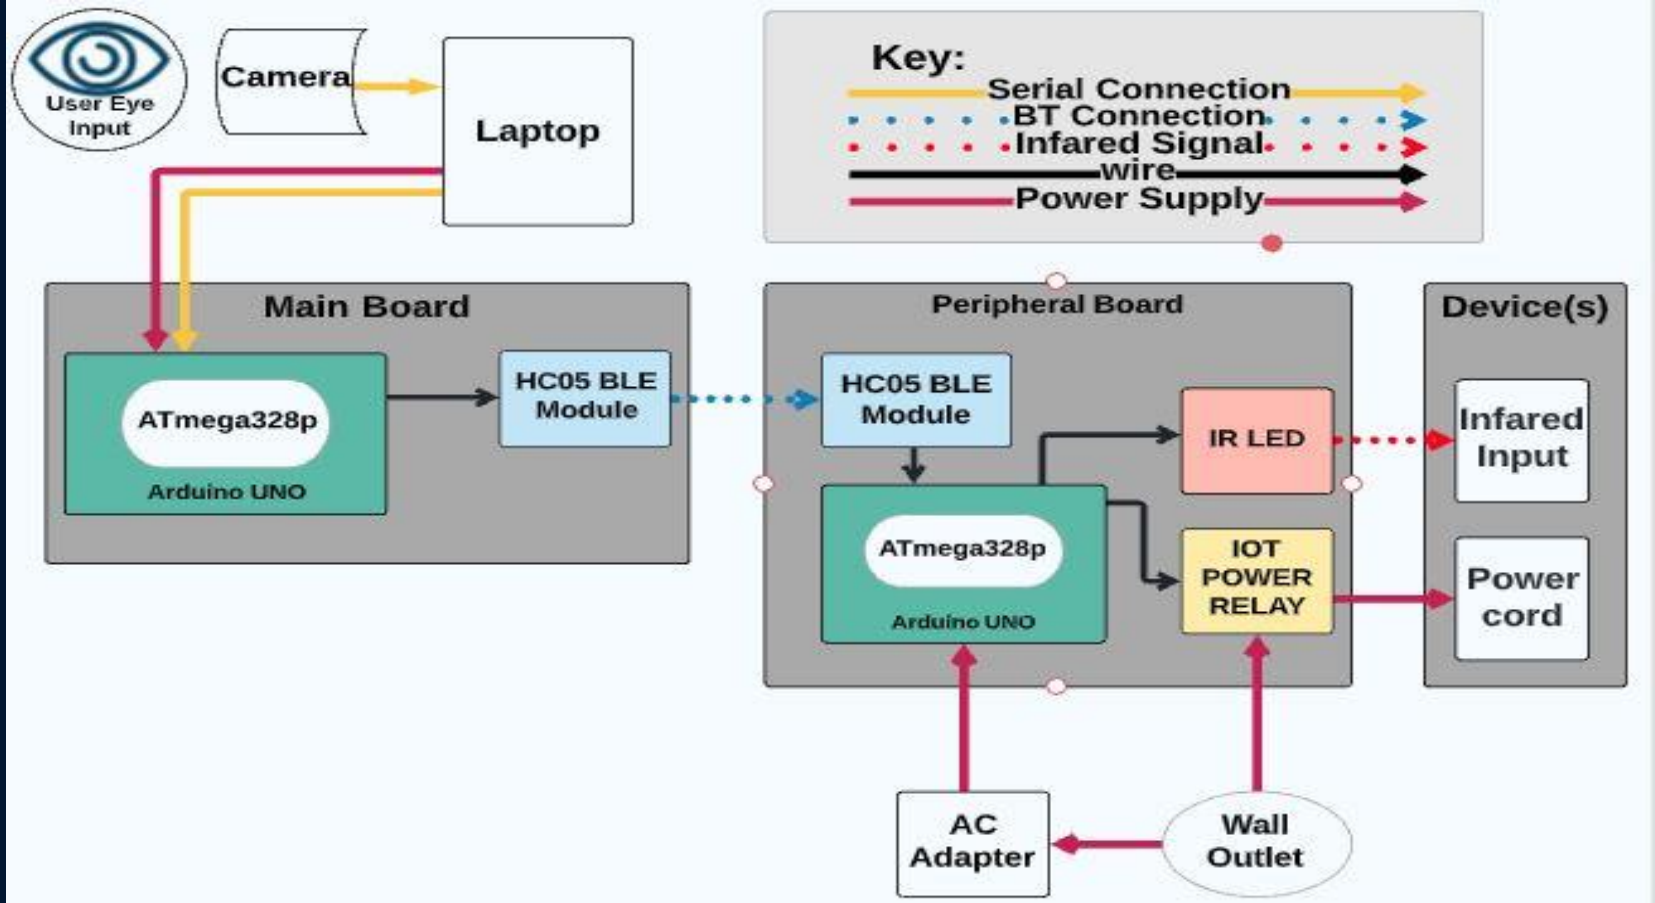 User Eye
Input
Camera
Laptop
Key:
Serial Connection
BT Connection
Infared Signal
wire
Power Supply
Main Board
ATmega328p
Arduino UNO
HC05 BLE
Module
Peripheral Board
HC05 BLE
Module
ATmega328p
Arduino UNO
IR LED
IOT
POWER
RELAY
Device(s)
Infared
Input
Power
cord
AC
Adapter
Wall
Outlet